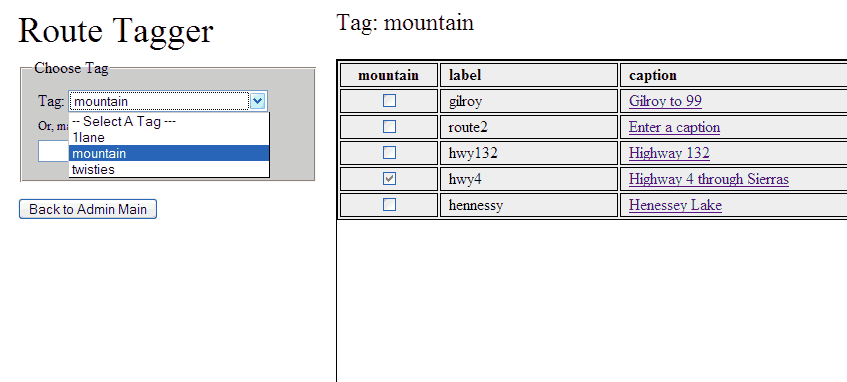 Route Tagger
Choose Tag
Tag: mountain
-- Select A Tag ---
1lane
mountain
twisties
Or,
Back to Admin Main
Tag: mountain
mountain label caption
gilroy Gilroy to 99
route2 Enter a caption
hwy132 Highway 132
hwy4 Highway 4 through Sierras
hennessy Henessey Lake